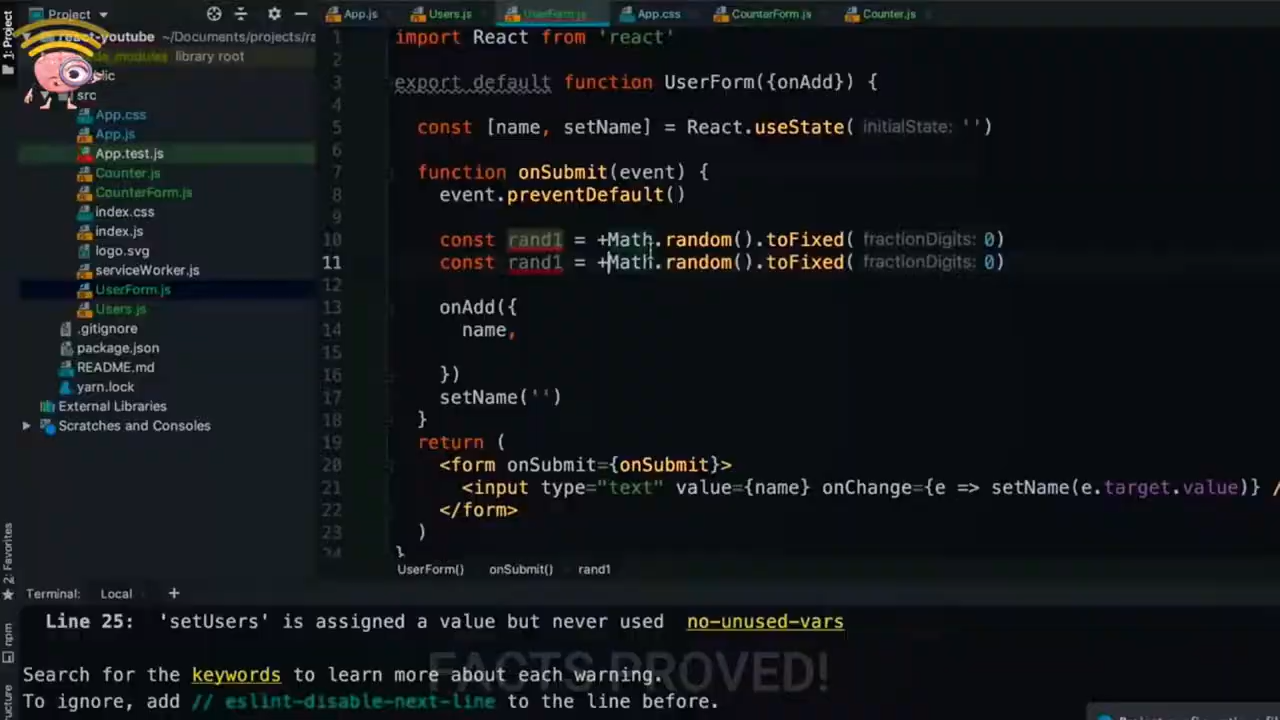 1: Project
Project
App.js
Users.js
UserForm.js
App.css
CounterForm.js
Counter.js
react-youtube ~/Documents/projects/ra
library root
src
App.css
App.js
App.test.js
Counter.js
CounterForm.js
index.css
index.js
logo.svg
serviceWorker.js
UserForm.js
Users.js
.gitignore
package.json
README.md
yarn.lock
External Libraries
Scratches and Consoles
1 import React from 'react'
2
3 export default function UserForm({onAdd}) {
4
5 const [name, setName] = React.useState( initialState: '')
6
7 function onSubmit(event) {
8 event.preventDefault()
9
10 const rand1 = +Math.random().toFixed( fractionDigits: 0)
11 const rand1 = +Math.random().toFixed( fractionDigits: 0)
12
13 onAdd({
14 name,
15
16 })
17 setName('')
18 }
19 return (
20 <form onSubmit={onSubmit}>
21 <input type="text" value={name} onChange={e => setName(e.target.value)} /
22 </form>
23 )
24 }
UserForm() onSubmit() rand1
2: Favorites
npm
Terminal: Local +
Line 25: 'setUsers' is assigned a value but never used no-unused-vars
Search for the keywords to learn more about each warning.
To ignore, add // eslint-disable-next-line to the line before.
FACTS PROVED!